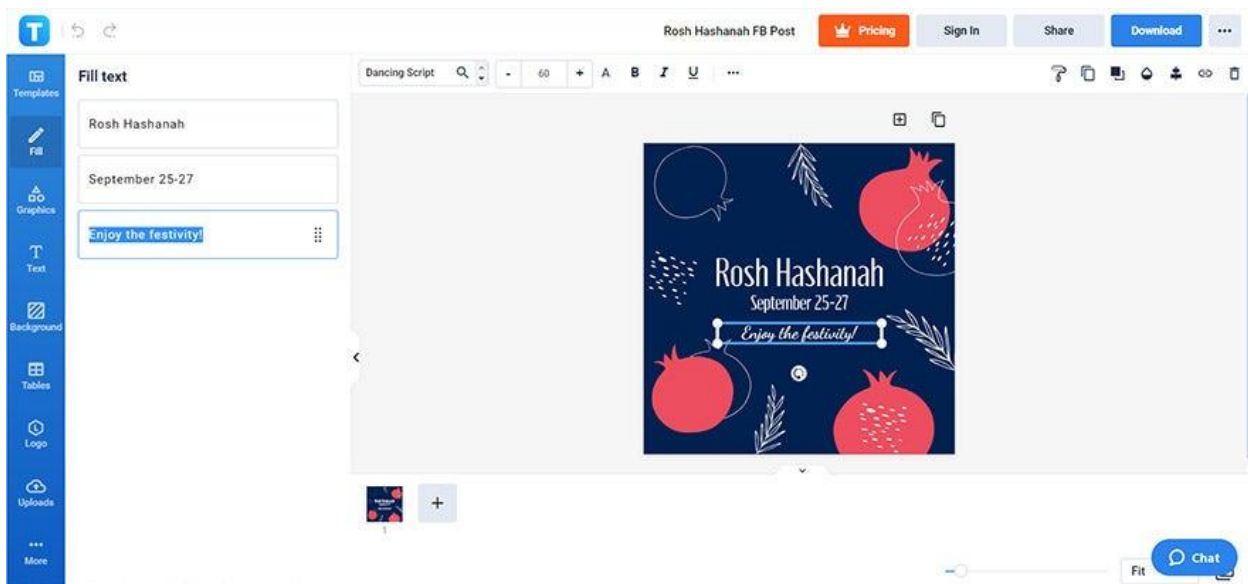 T
Rosh Hashanah FB Post
Pricing
Sign In
Share
Download
Templates
Fill
Graphics
Text
Background
Tables
Logo
Uploads
More
Fill text
Rosh Hashanah
September 25-27
Enjoy the festivity!
Dancing Script
- 60 + A B I U
Rosh Hashanah
September 25-27
Enjoy the festivity!
1
Fit
Chat